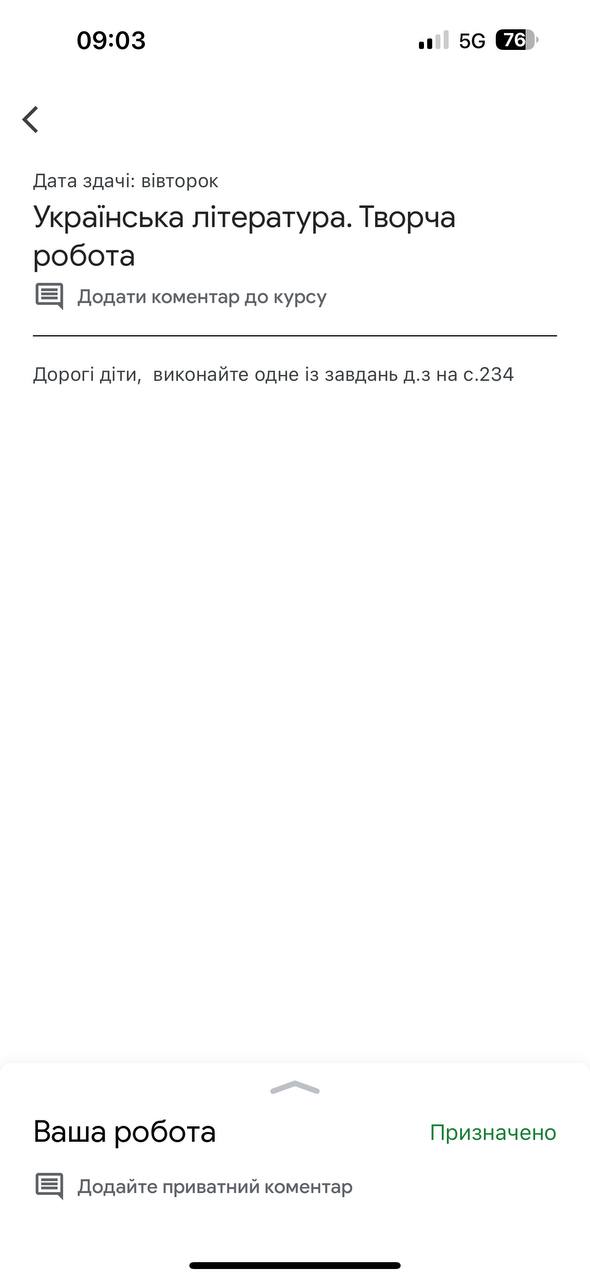 09:03
5G 76
Дата здачі: вівторок
Українська література. Творча
робота
Додати коментар до курсу
Дорогі діти,  виконайте одне із завдань д.з на с.234
Ваша робота
Призначено
Додайте приватний коментар